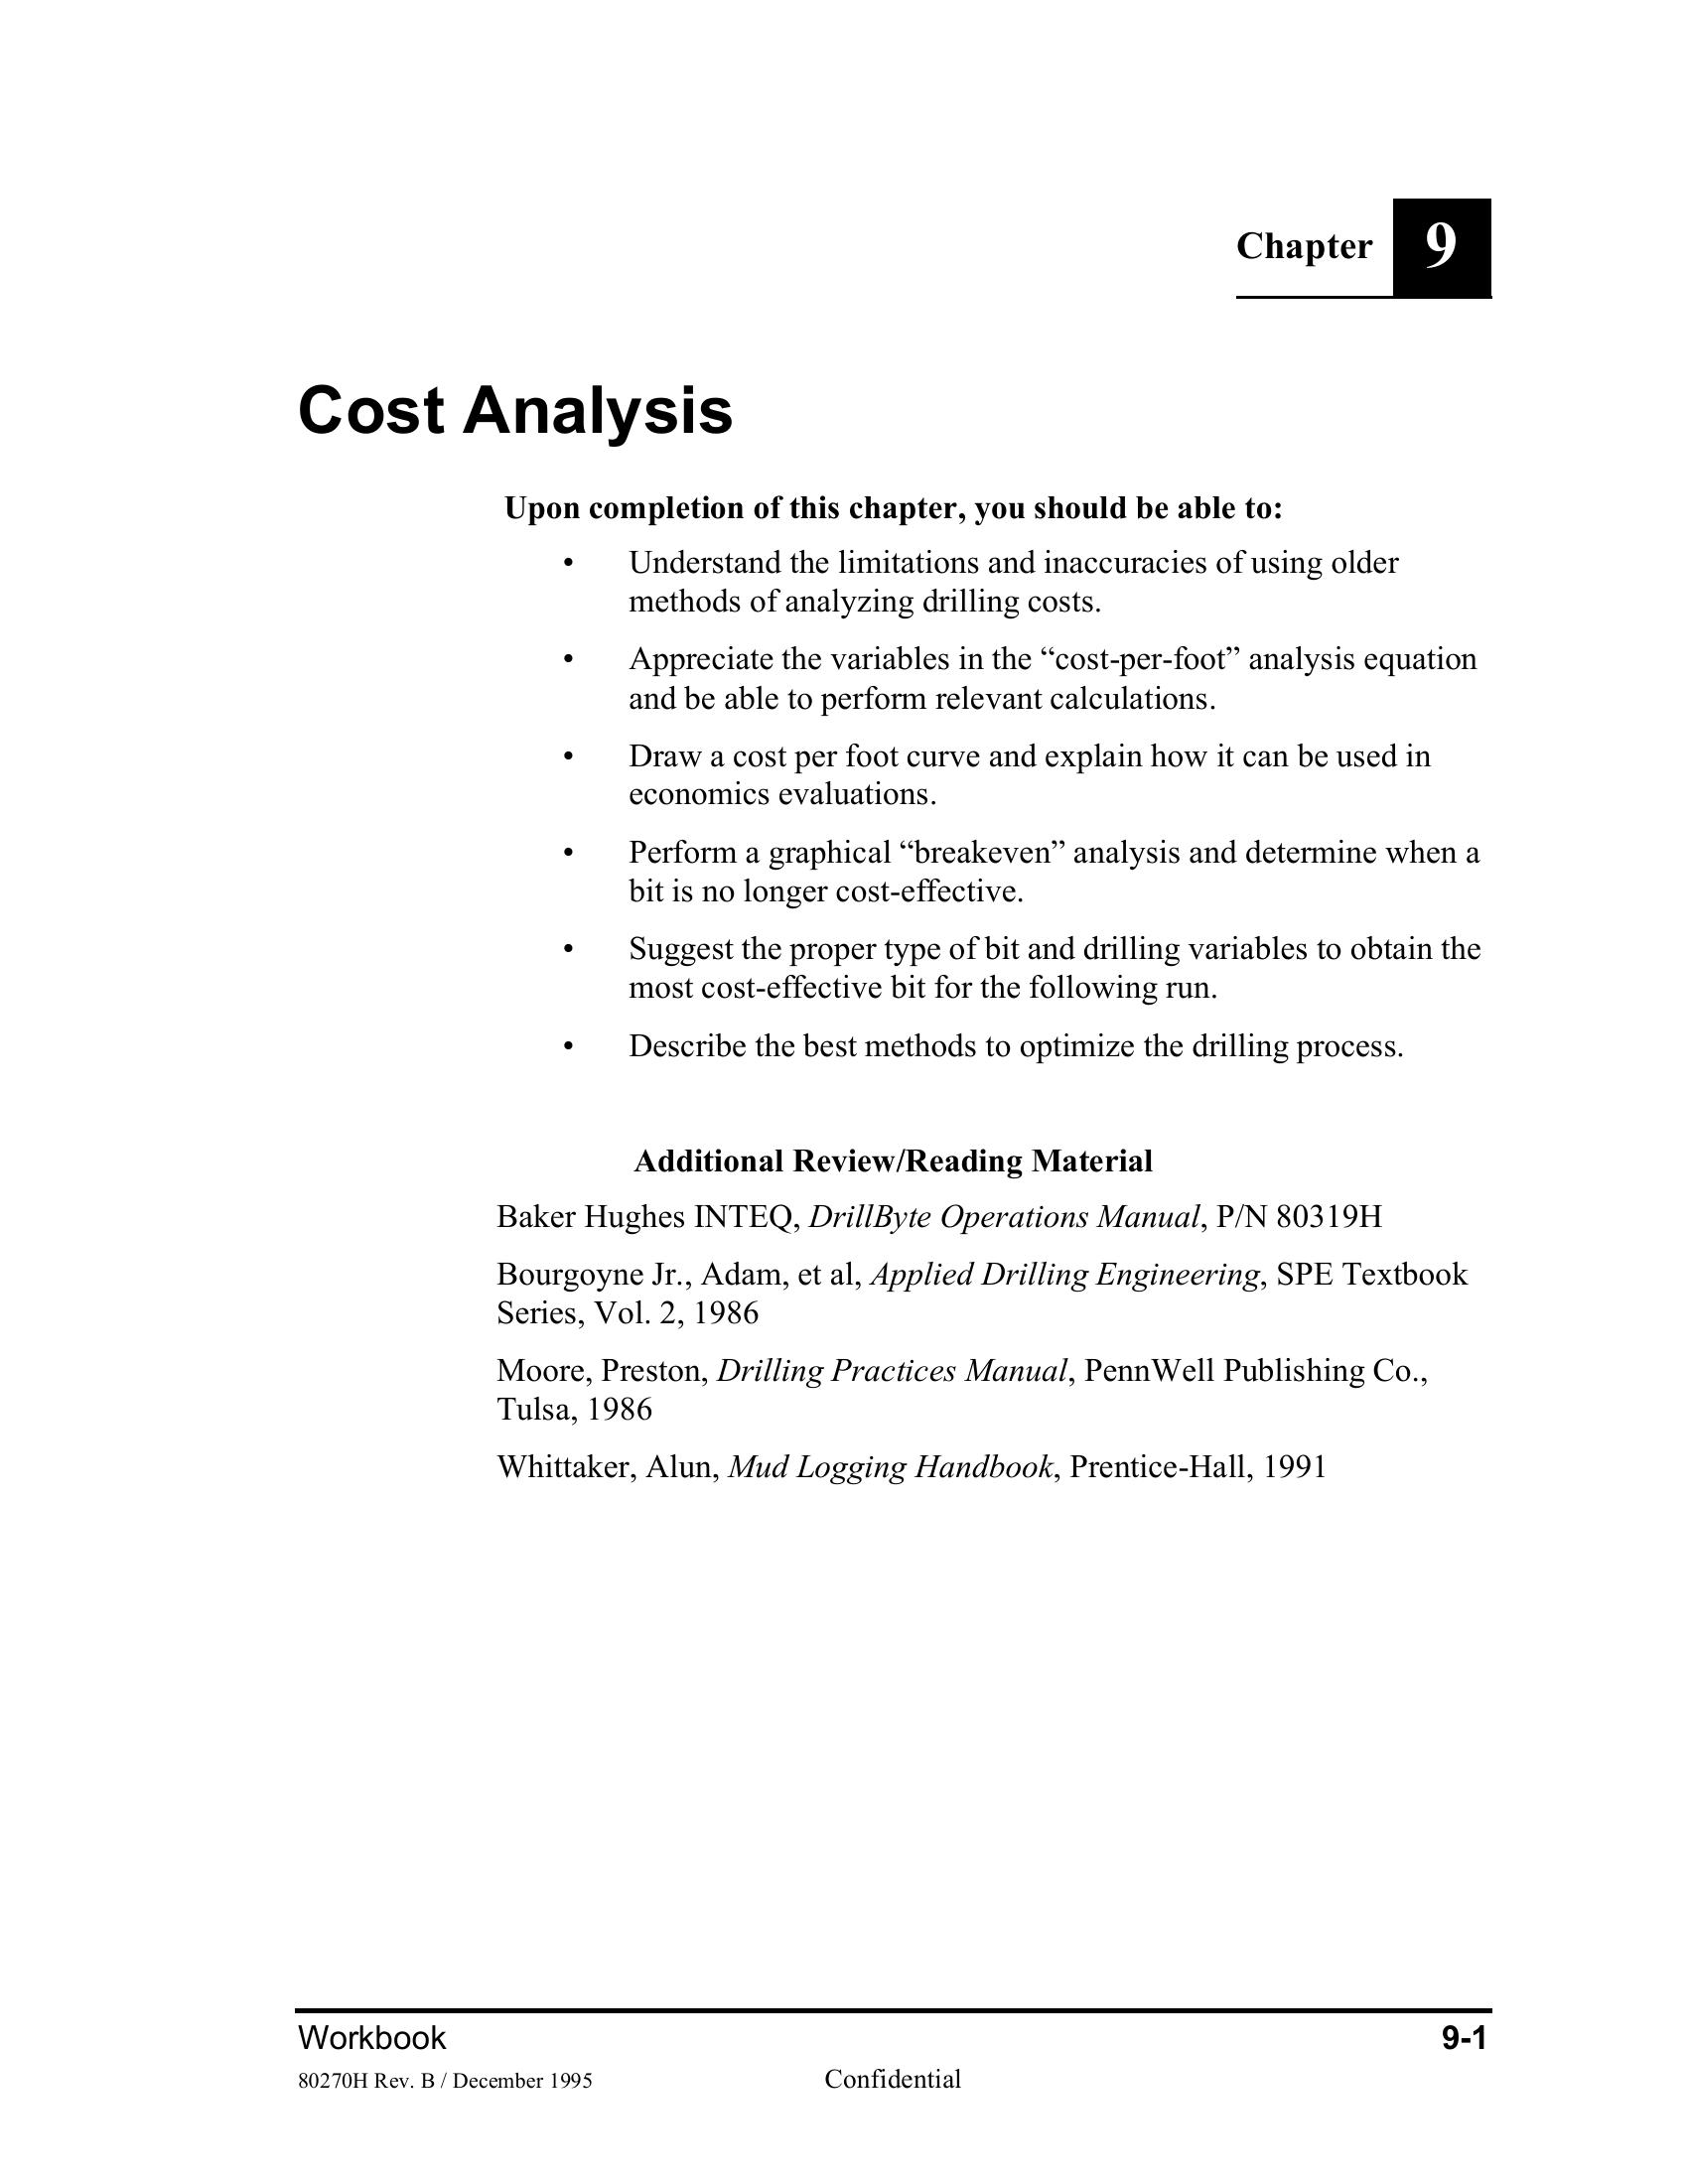 Chapter 9
Cost Analysis
Upon completion of this chapter, you should be able to:
• Understand the limitations and inaccuracies of using older
methods of analyzing drilling costs.
• Appreciate the variables in the “cost-per-foot” analysis equation
and be able to perform relevant calculations.
• Draw a cost per foot curve and explain how it can be used in
economics evaluations.
• Perform a graphical “breakeven” analysis and determine when a
bit is no longer cost-effective.
• Suggest the proper type of bit and drilling variables to obtain the
most cost-effective bit for the following run.
• Describe the best methods to optimize the drilling process.
Additional Review/Reading Material
Baker Hughes INTEQ, DrillByte Operations Manual, P/N 80319H
Bourgoyne Jr., Adam, et al, Applied Drilling Engineering, SPE Textbook
Series, Vol. 2, 1986
Moore, Preston, Drilling Practices Manual, PennWell Publishing Co.,
Tulsa, 1986
Whittaker, Alun, Mud Logging Handbook, Prentice-Hall, 1991
Workbook 9-1
80270H Rev. B / December 1995 Confidential